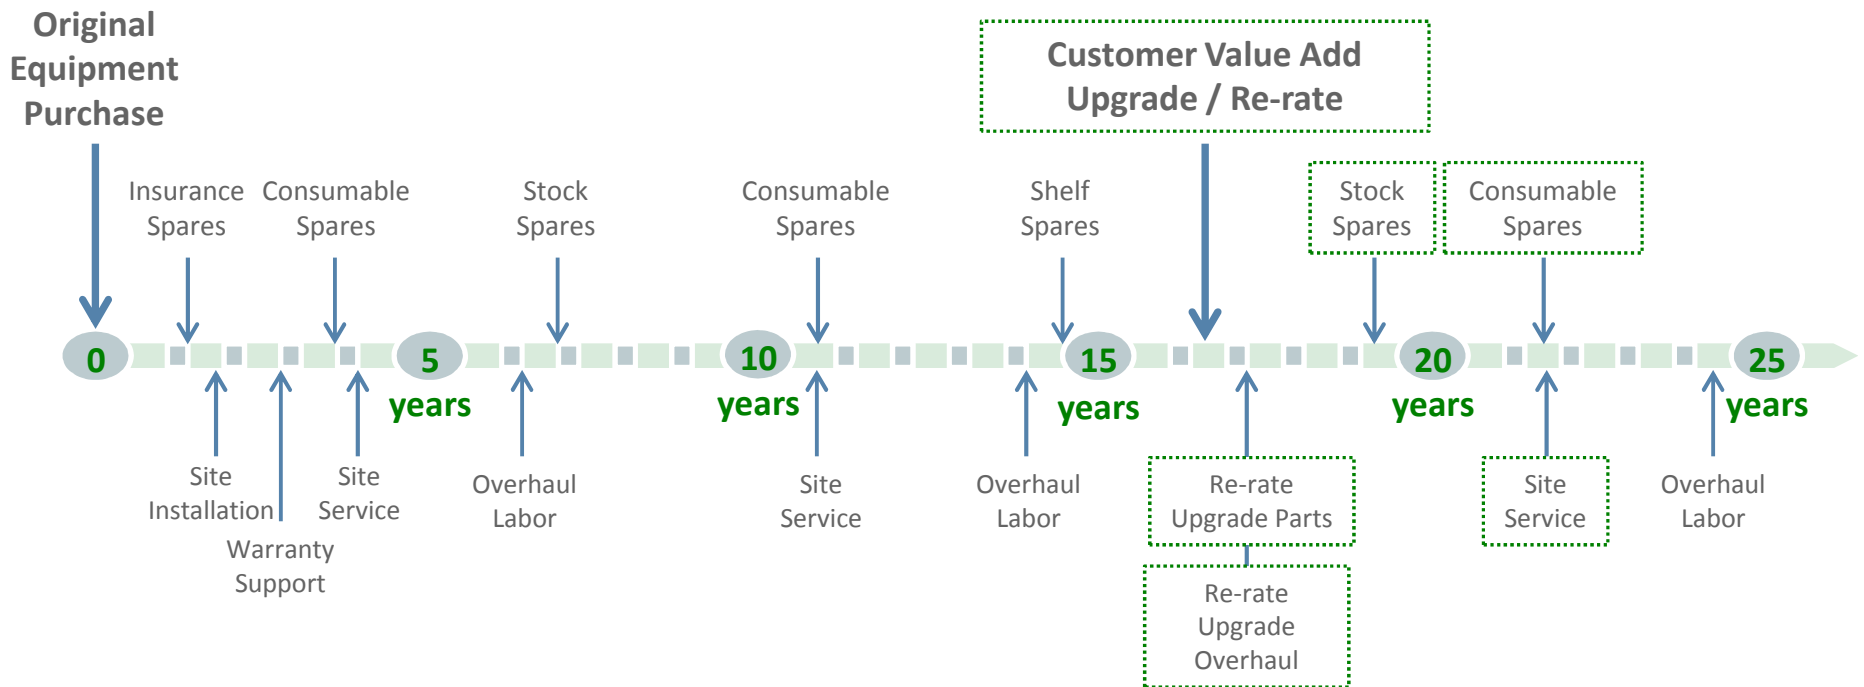 Original
Equipment
Purchase
Customer Value Add
Upgrade / Re-rate
Insurance
Spares
Consumable
Spares
Stock
Spares
Consumable
Spares
Shelf
Spares
Stock
Spares
Consumable
Spares
0
5
10
15
20
25
years
years
years
years
years
Site
Installation
Warranty
Support
Site
Service
Overhaul
Labor
Site
Service
Overhaul
Labor
Re-rate
Upgrade Parts
Re-rate
Upgrade
Overhaul
Site
Service
Overhaul
Labor